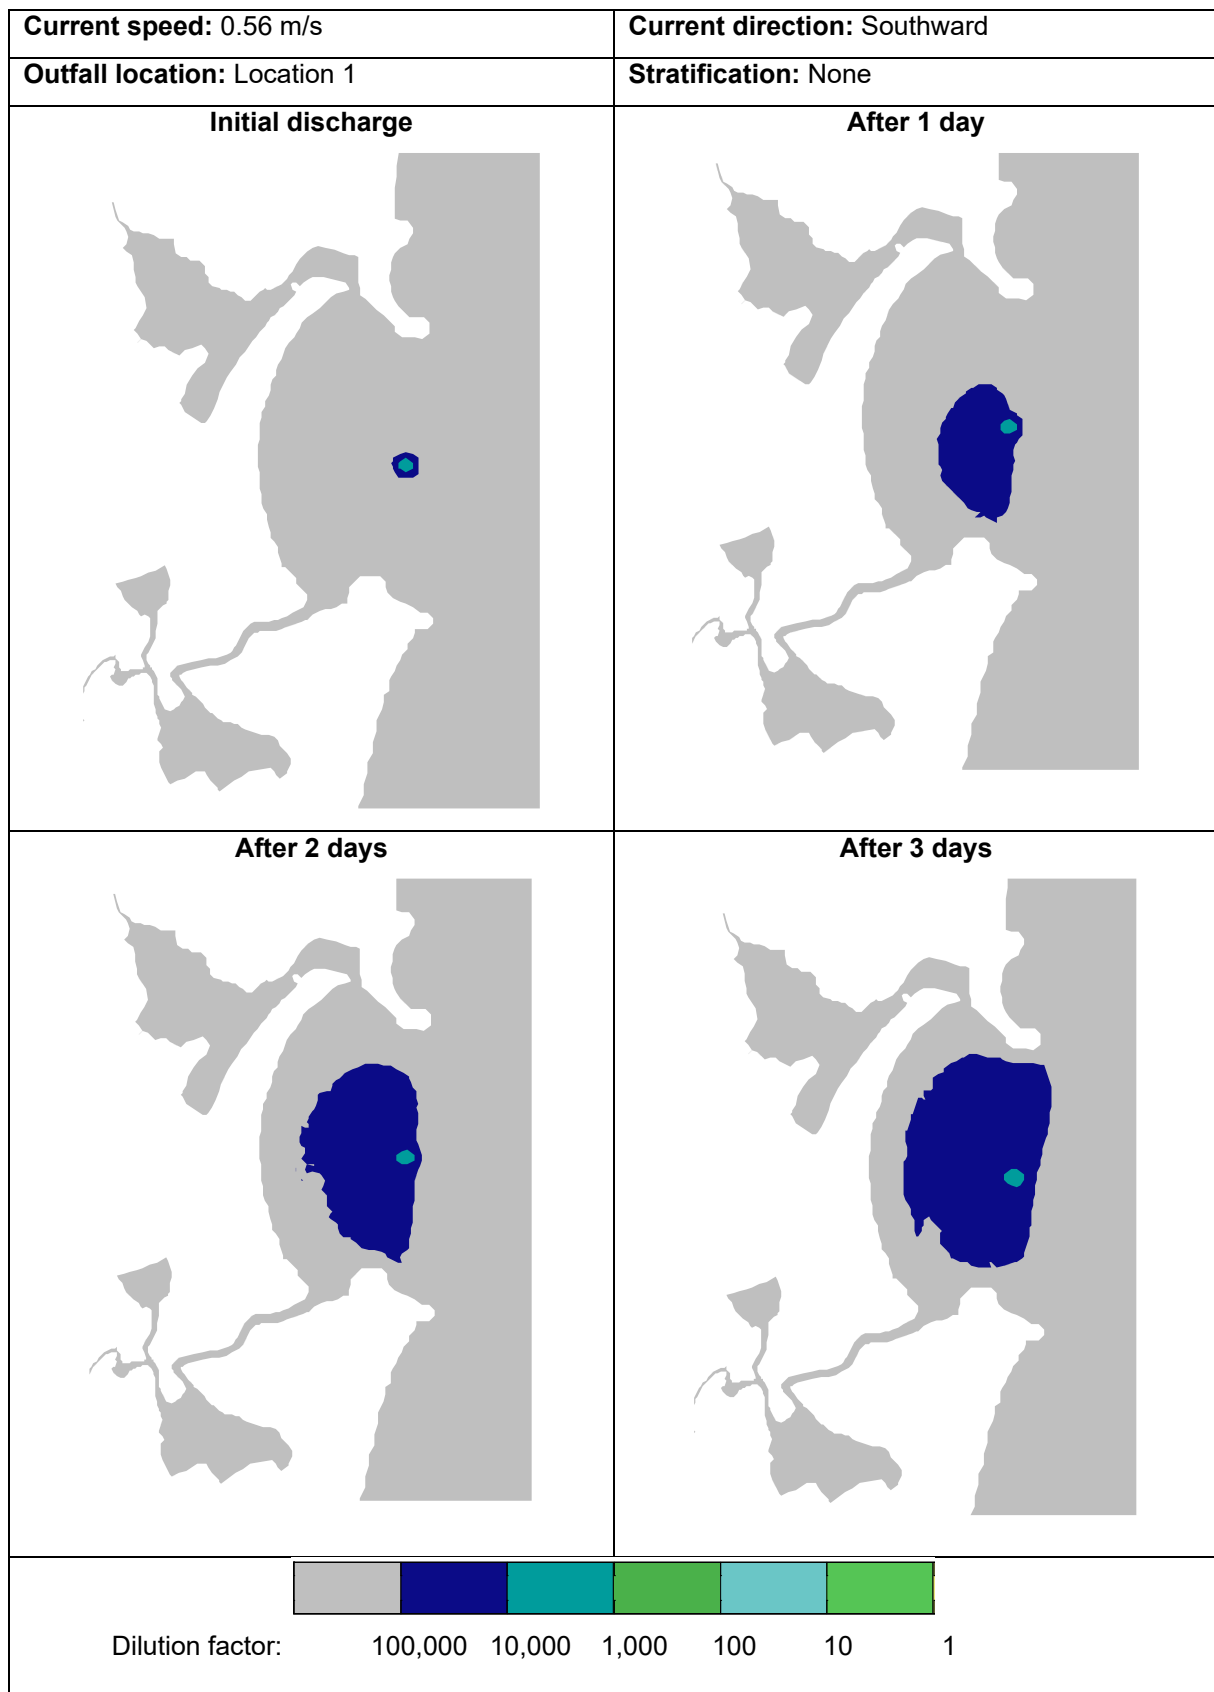 Current speed: 0.56 m/s
Current direction: Southward
Outfall location: Location 1
Stratification: None
Initial discharge
After 1 day
After 2 days
After 3 days
Dilution factor: 100,000 10,000 1,000 100 10 1